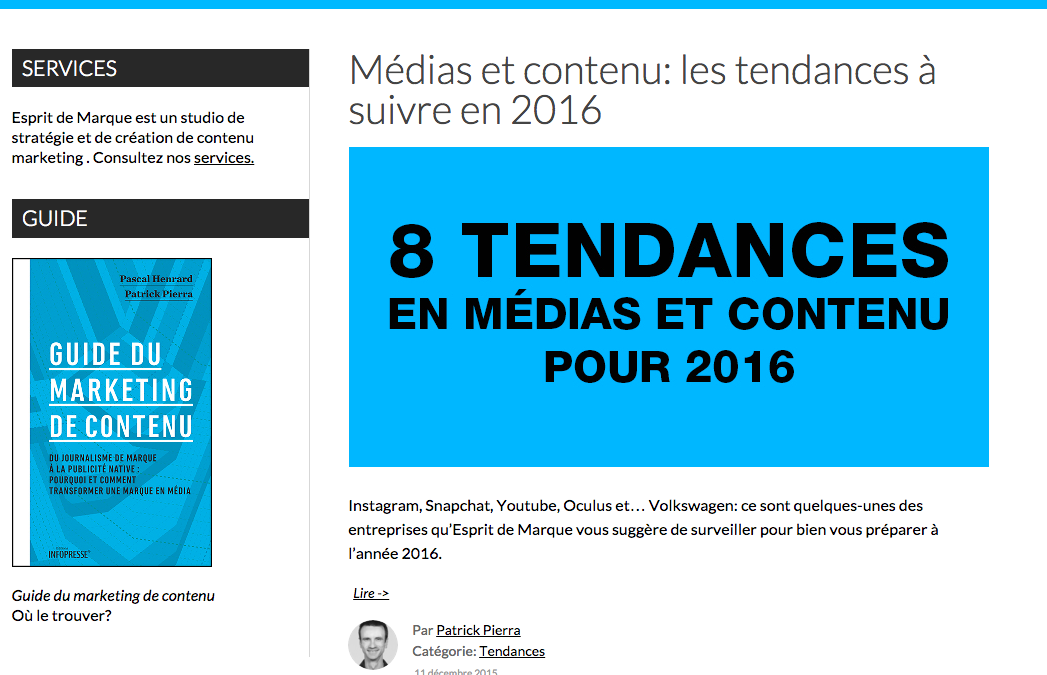 SERVICES
Esprit de Marque est un studio de
stratégie et de création de contenu
marketing . Consultez nos services.
GUIDE
Pascal Henrard
Patrick Pierra
GUIDE DU
MARKETING
DE CONTENU
DU JOURNALISME DE MARQUE
À LA PUBLICITÉ NATIVE :
POURQUOI ET COMMENT
TRANSFORMER UNE MARQUE EN MÉDIA
INFOPRESSE
Guide du marketing de contenu
Où le trouver?
Médias et contenu: les tendances à
suivre en 2016
8 TENDANCES
EN MÉDIAS ET CONTENU
POUR 2016
Instagram, Snapchat, Youtube, Oculus et… Volkswagen: ce sont quelques-unes des
entreprises qu’Esprit de Marque vous suggère de surveiller pour bien vous préparer à
l’année 2016.
Lire ->
Par Patrick Pierra
Catégorie: Tendances
11 décembre 2015